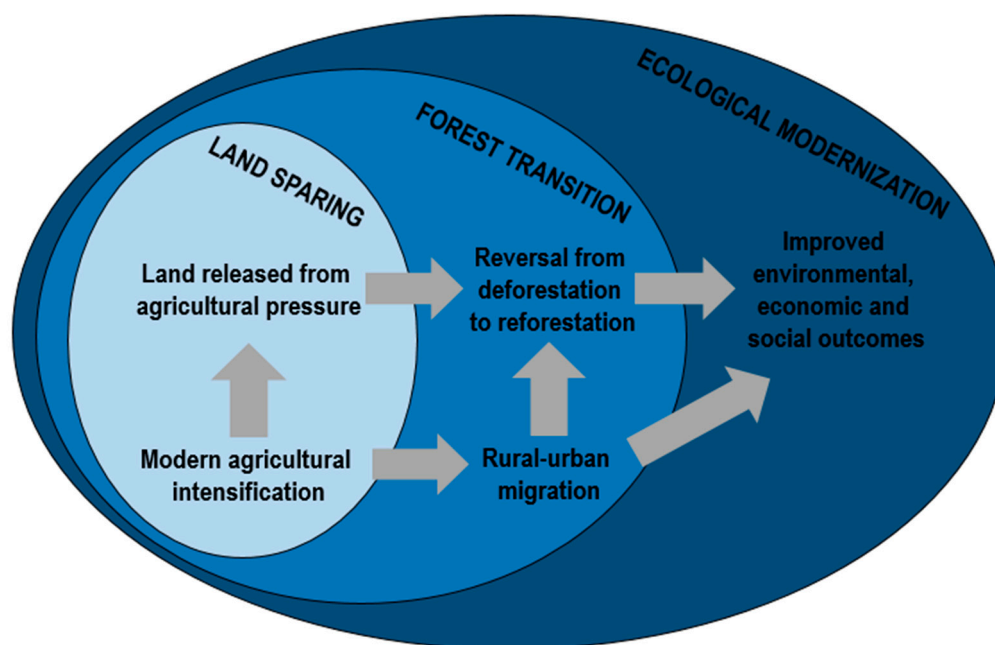 ECOLOGICAL MODERNIZATION
FOREST TRANSITION
LAND SPARING
Land released from
agricultural pressure
Reversal from
deforestation
to reforestation
Improved
environmental,
economic and
social outcomes
Modern agricultural
intensification
Rural-urban
migration